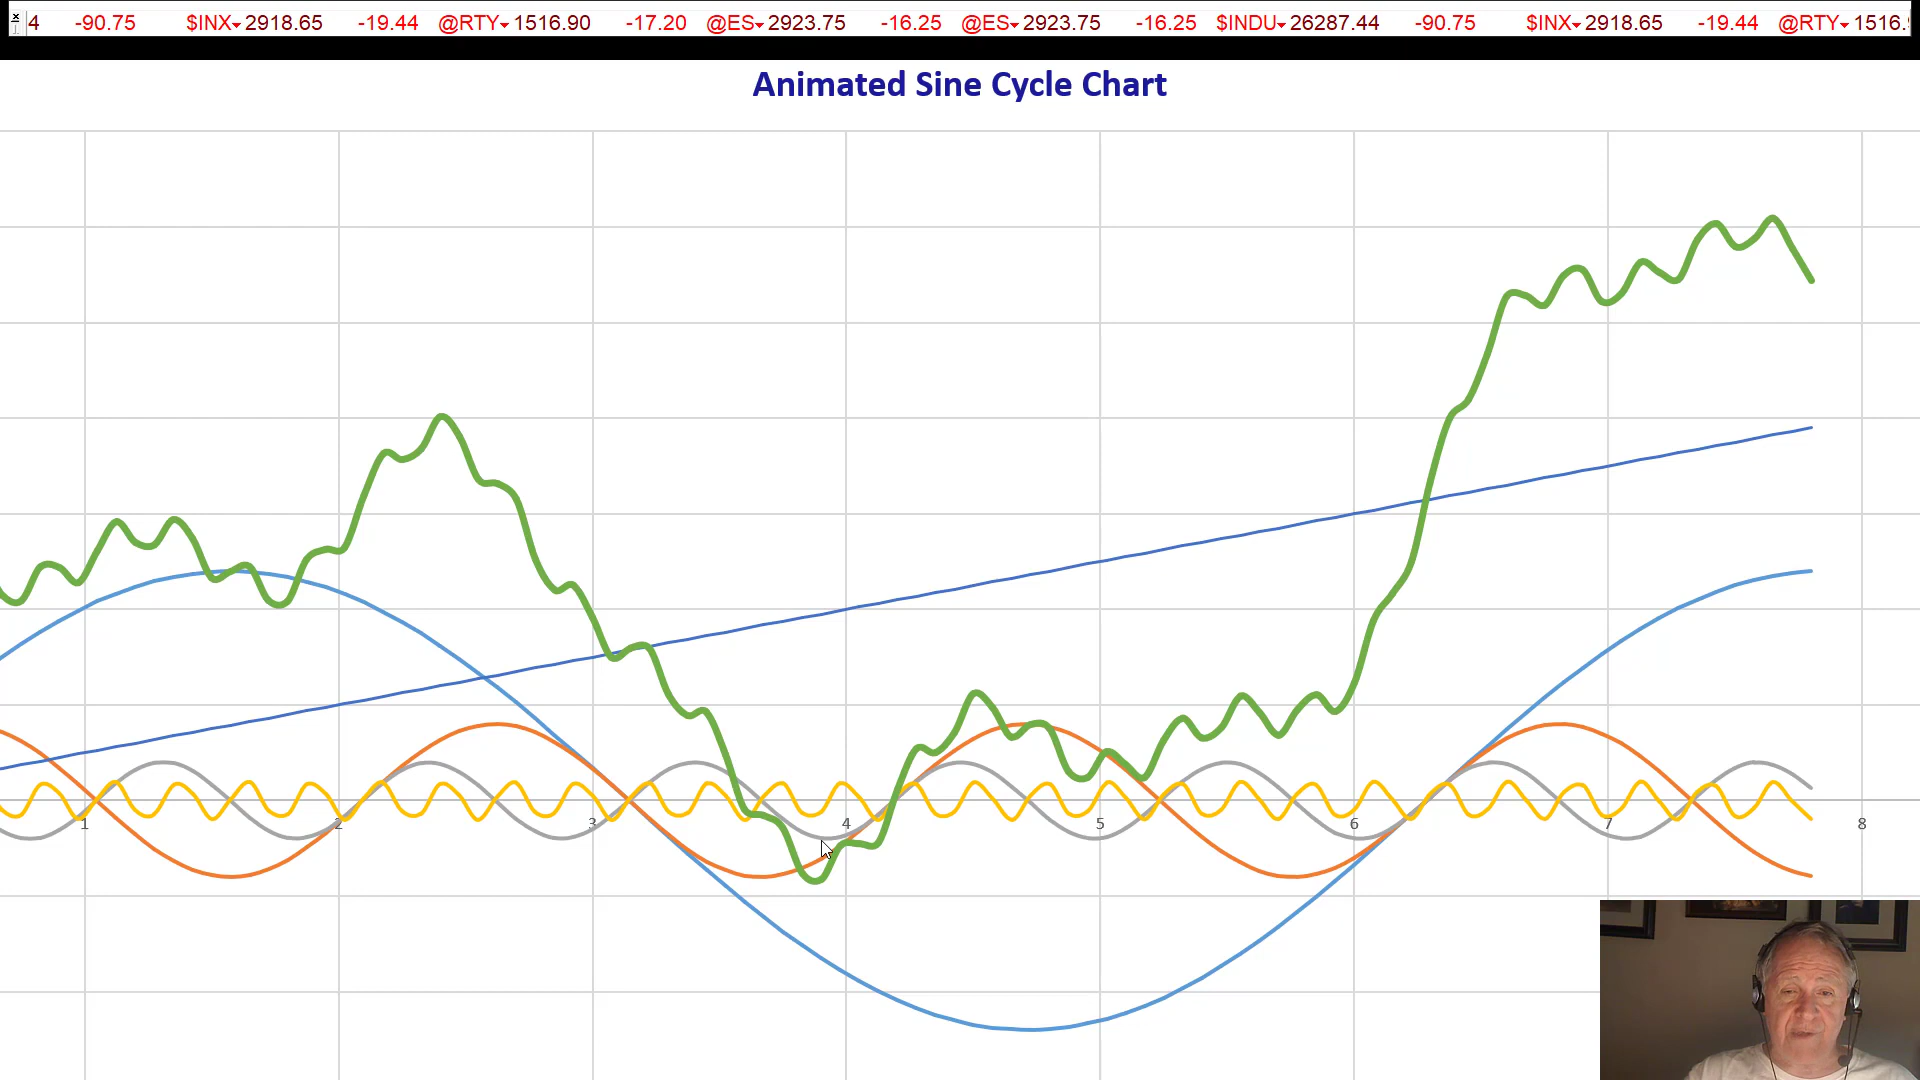 4 -90.75 $INX 2918.65 -19.44 @RTY 1516.90 -17.20 @ES 2923.75 -16.25 @ES 2923.75 -16.25 $INDU 26287.44 -90.75 $INX 2918.65 -19.44 @RTY 1516.
Animated Sine Cycle Chart
1 2 3 4 5 6 7 8